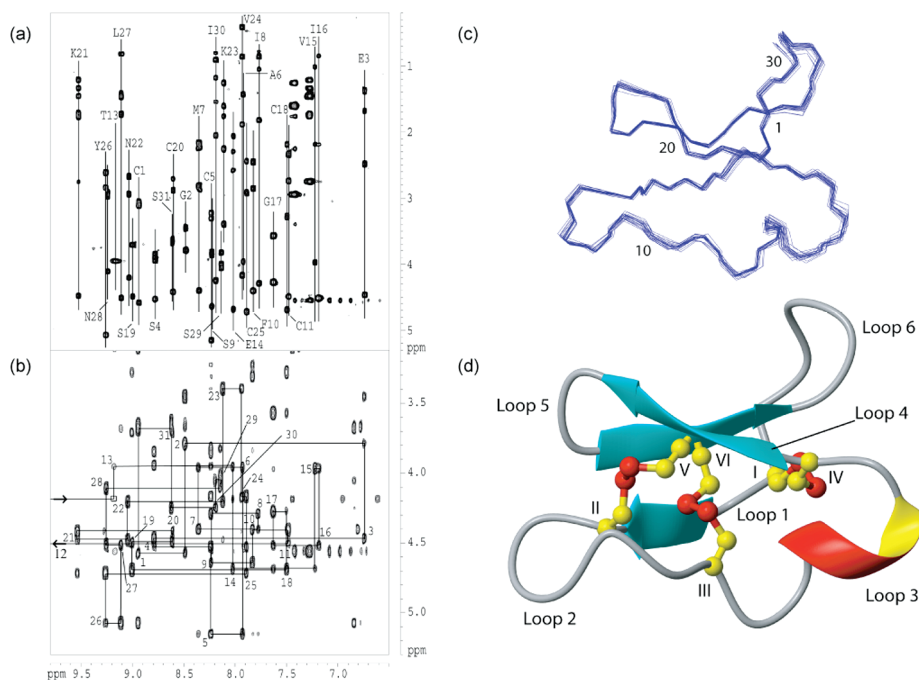 (a)
V24
L27
I30
I16
K21
K23
I8
V15
E3
A6
T13
M7
C18
Y26
N22
C20
C1
S31
C5
G2
G17
N28
S4
S29
F10
C11
S19
C25
S9
E14
1
2
3
4
5
ppm
(b)
23
29
31
30
2
13
6
15
28
24
22
8
17
19
20
7
10
16
3
21
4
12
1
9
11
14
18
27
25
26
5
3.5
4.0
4.5
5.0
ppm
ppm 9.5 9.0 8.5 8.0 7.5 7.0
(c)
30
1
20
10
(d)
Loop 6
Loop 5
Loop 4
VI
V
I
IV
II
Loop 1
III
Loop 3
Loop 2